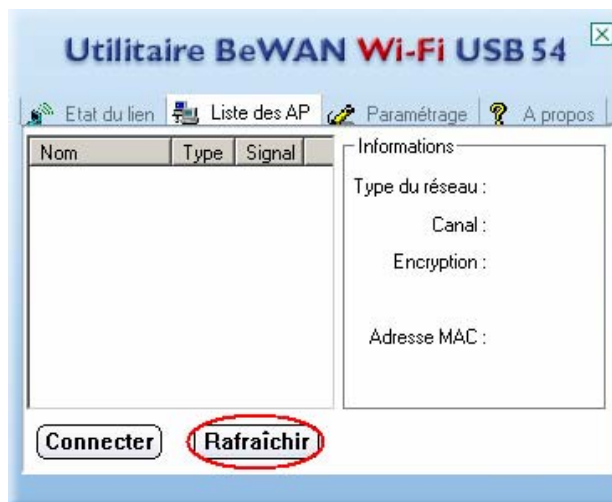 Utilitaire BeWAN Wi-Fi USB 54
Etat du lien Liste des AP Paramétrage A propos
Nom Type Signal
Informations
Type du réseau :
Canal :
Encryption :
Adresse MAC :
Connecter Rafraîchir